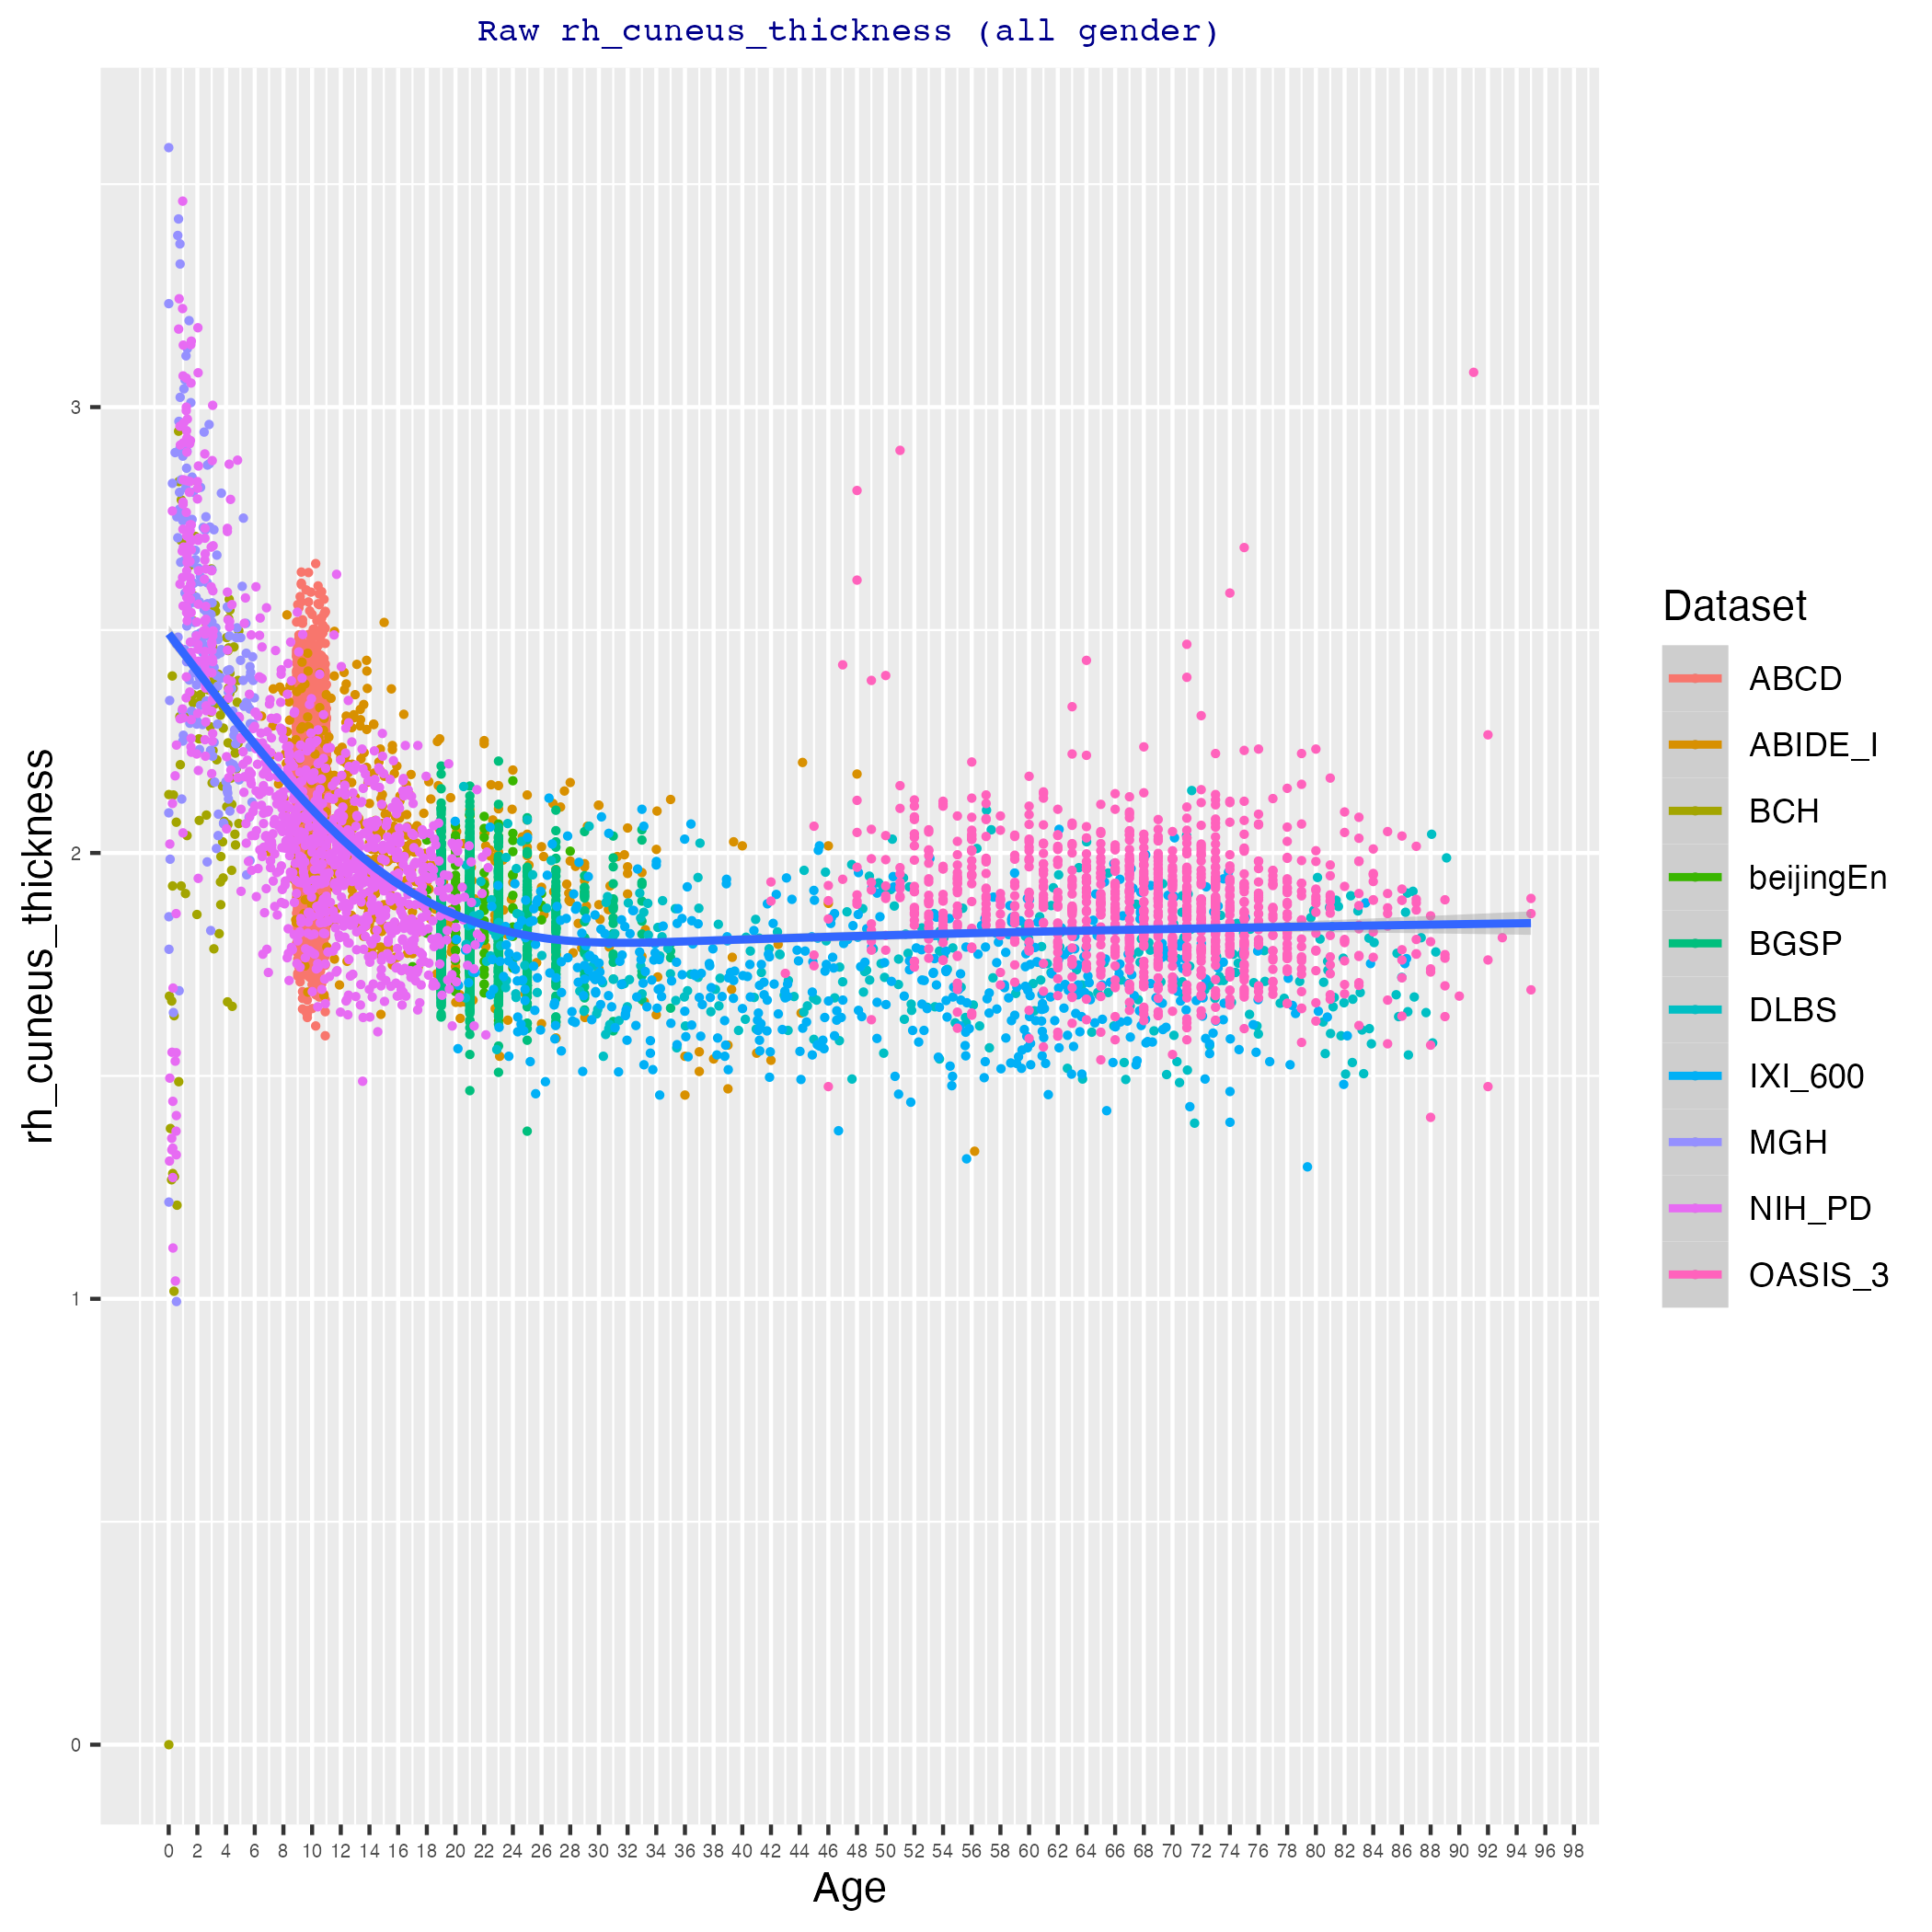 Raw rh_cuneus_thickness (all gender)
rh_cuneus_thickness
3
2
1
0
0 2 4 6 8 10 12 14 16 18 20 22 24 26 28 30 32 34 36 38 40 42 44 46 48 50 52 54 56 58 60 62 64 66 68 70 72 74 76 78 80 82 84 86 88 90 92 94 96 98
Age
Dataset
ABCD
ABIDE_I
BCH
beijingEn
BGSP
DLBS
IXI_600
MGH
NIH_PD
OASIS_3